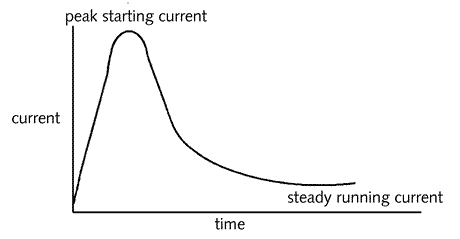 peak starting current
current
steady running current
time